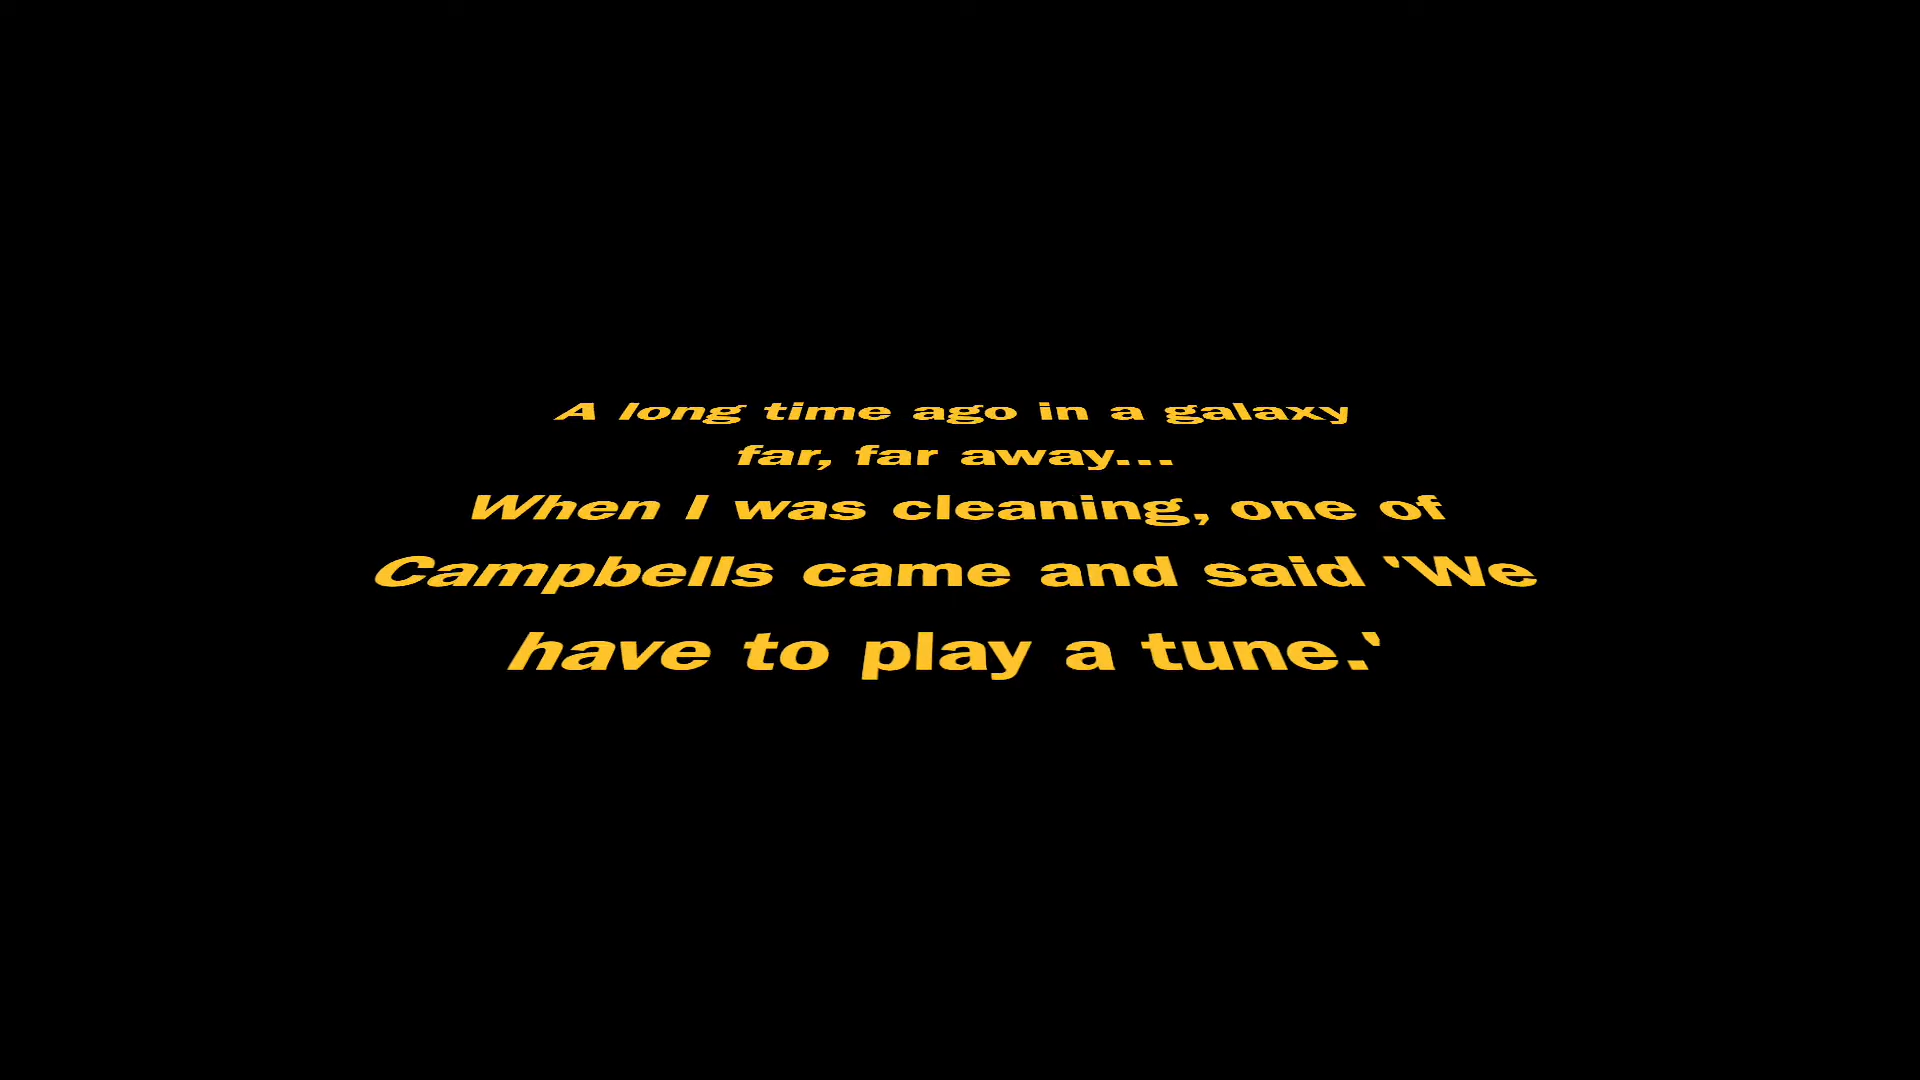 A long time ago in a galaxy
far, far away...
When I was cleaning, one of
Campbells came and said 'We
have to play a tune.'